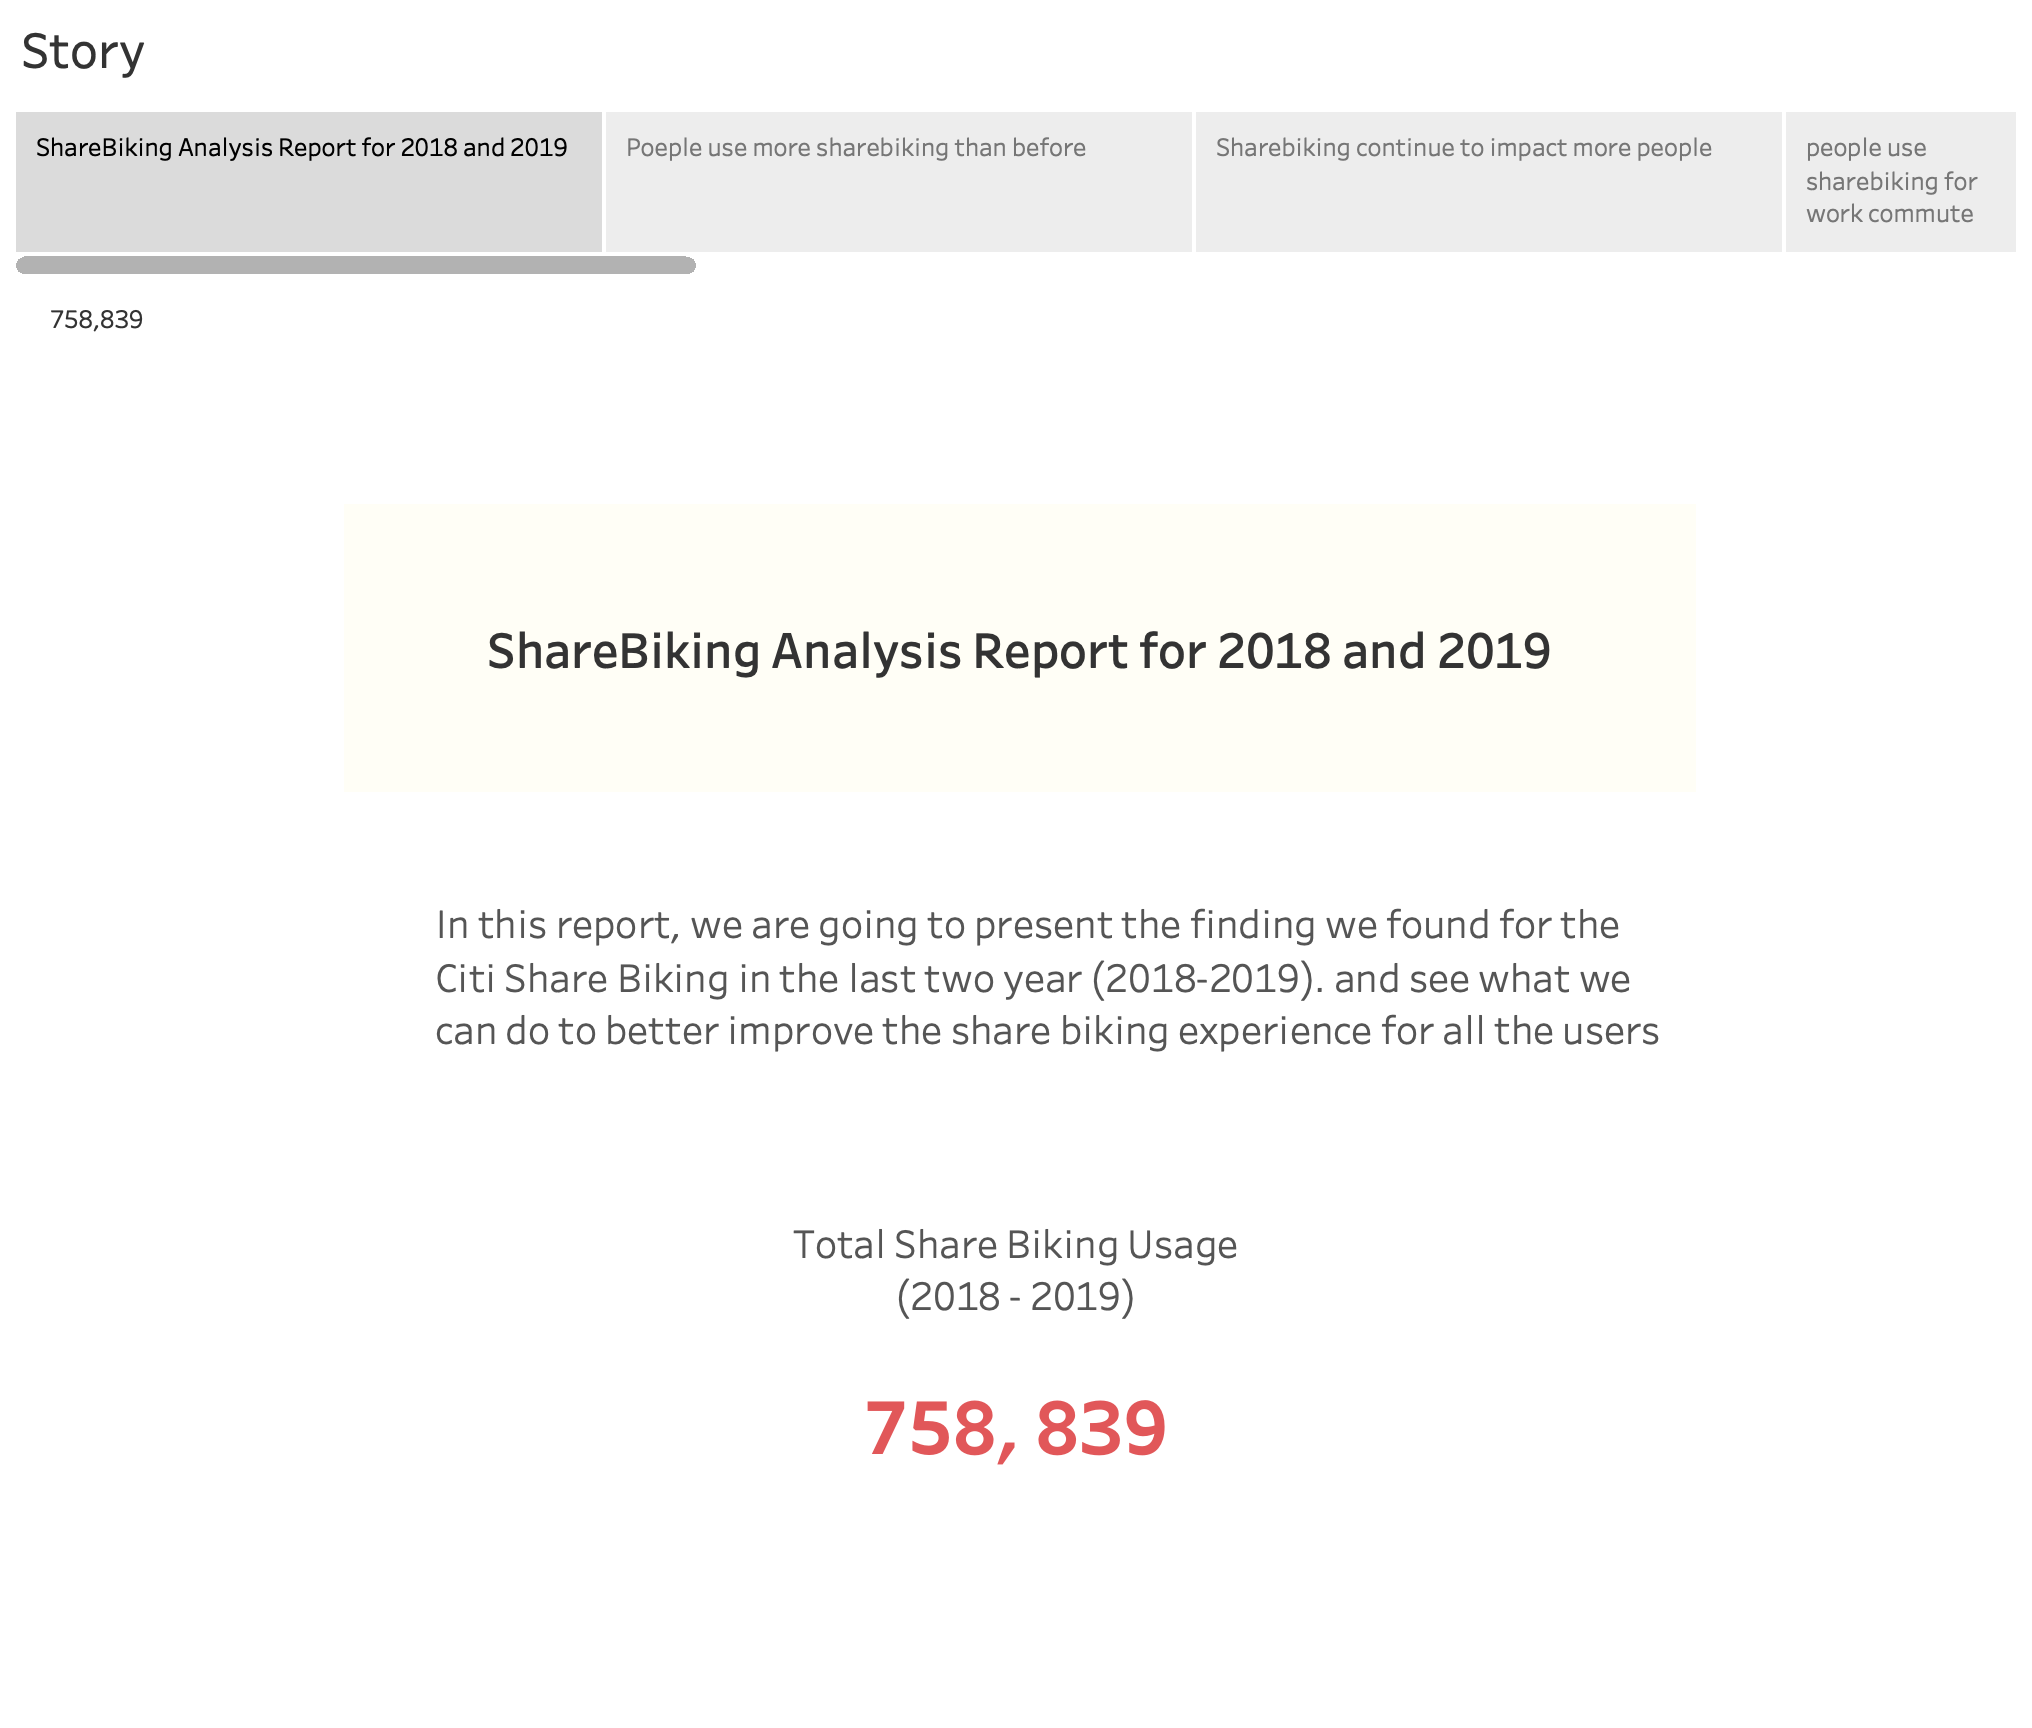 Story
ShareBiking Analysis Report for 2018 and 2019
Poeple use more sharebiking than before
Sharebiking continue to impact more people
people use
sharebiking for
work commute
758,839
ShareBiking Analysis Report for 2018 and 2019
In this report, we are going to present the finding we found for the
Citi Share Biking in the last two year (2018-2019). and see what we
can do to better improve the share biking experience for all the users
Total Share Biking Usage
(2018 - 2019)
758, 839